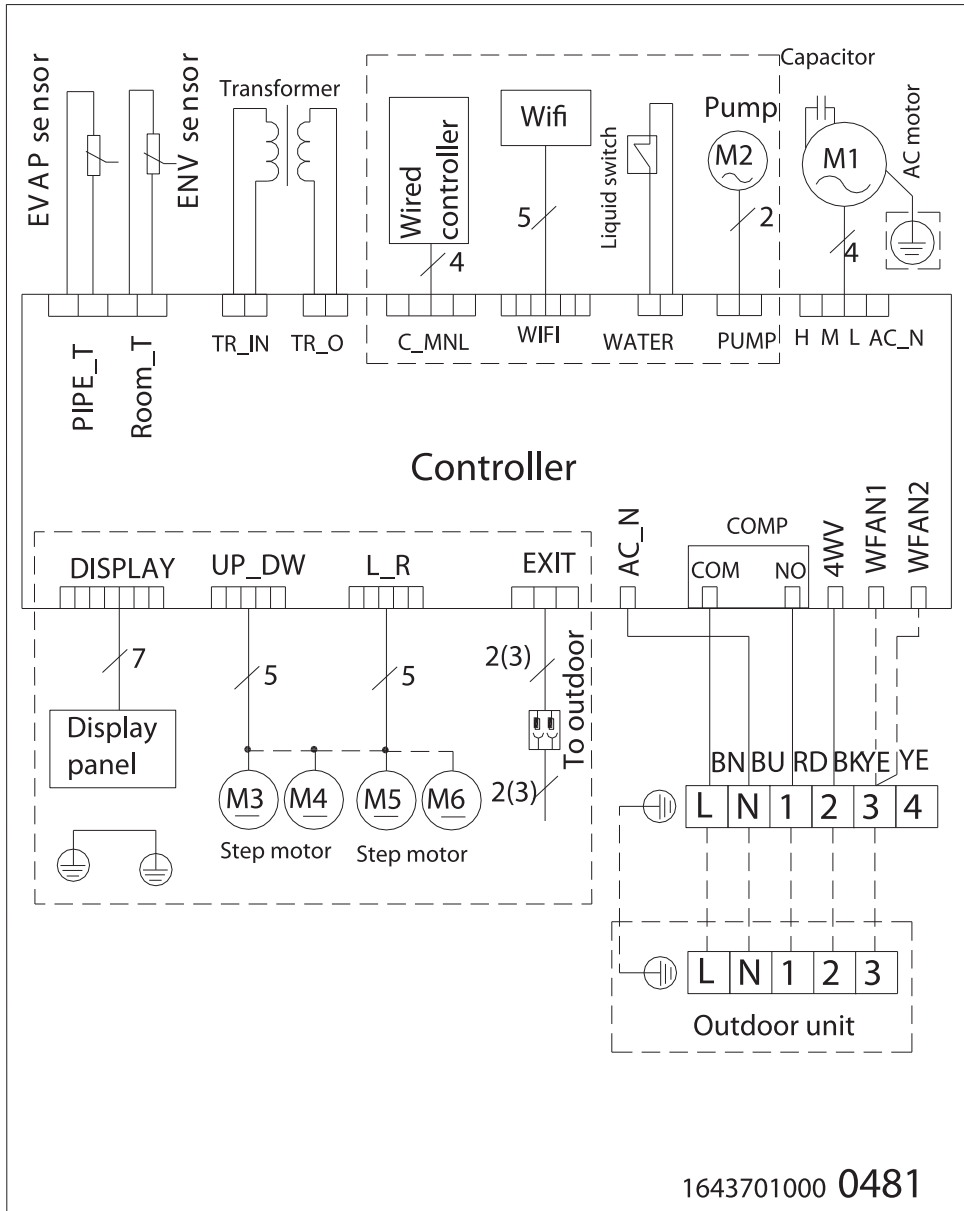 EVAP sensor
ENV sensor
Transformer
Wired
controller
Wifi
Liquid switch
Pump
M2
Capacitor
M1
AC motor
4
5
2
4
PIPE_T
Room_T
TR_IN
TR_O
C_MNL
WIFI
WATER
PUMP
H M L AC_N
Controller
DISPLAY
UP_DW
L_R
EXIT
AC_N
COMP
COM
NO
4WV
WFAN1
WFAN2
7
5
5
2(3)
To outdoor
2(3)
Display
panel
M3
M4
M5
M6
Step motor
Step motor
BN BU RD BK YE YE
L N 1 2 3 4
L N 1 2 3
Outdoor unit
1643701000 0481